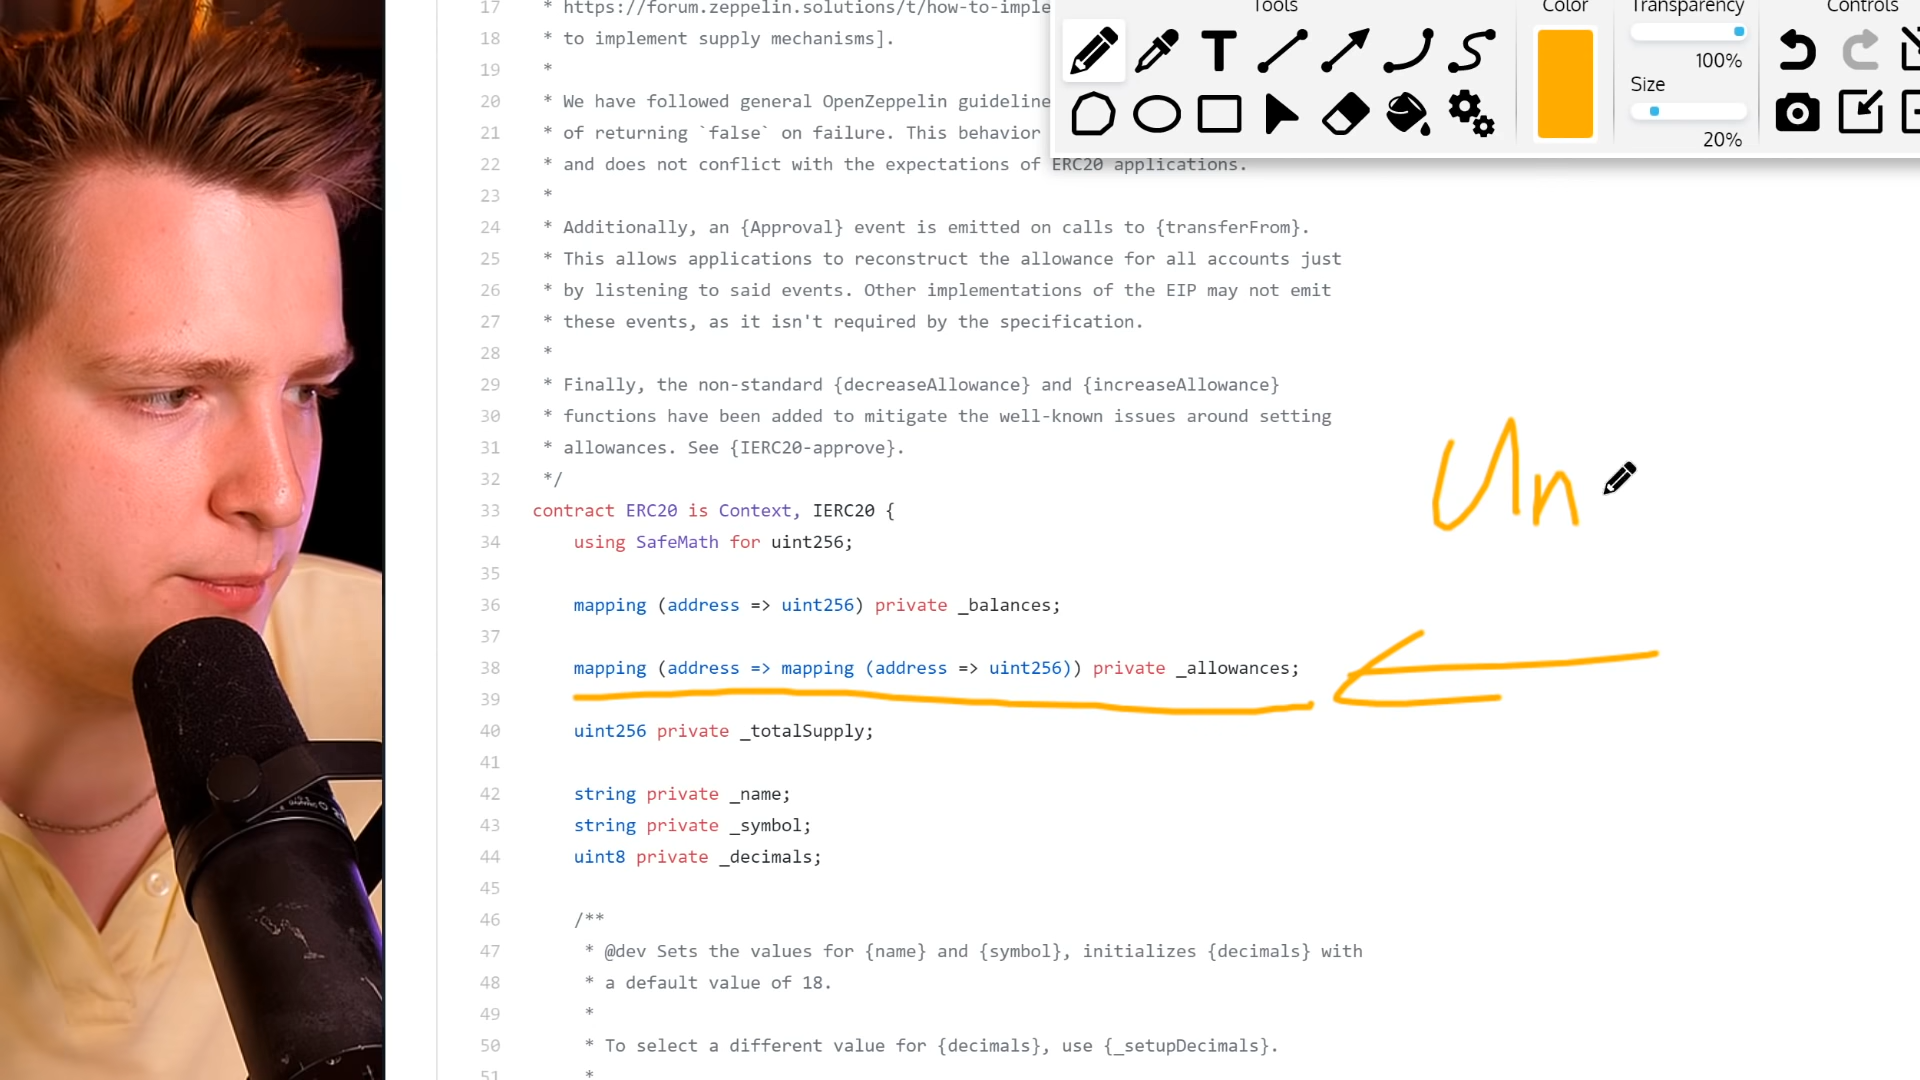 Tools
Color
Transparency
Controls
100%
Size
20%
17 * https://forum.zeppelin.solutions/t/how-to-imple
18 * to implement supply mechanisms].
19 *
20 * We have followed general OpenZeppelin guideline
21 * of returning `false` on failure. This behavior
22 * and does not conflict with the expectations of ERC20 applications.
23 *
24 * Additionally, an {Approval} event is emitted on calls to {transferFrom}.
25 * This allows applications to reconstruct the allowance for all accounts just
26 * by listening to said events. Other implementations of the EIP may not emit
27 * these events, as it isn't required by the specification.
28 *
29 * Finally, the non-standard {decreaseAllowance} and {increaseAllowance}
30 * functions have been added to mitigate the well-known issues around setting
31 * allowances. See {IERC20-approve}.
32 */
Un
33 contract ERC20 is Context, IERC20 {
34 using SafeMath for uint256;
35
36 mapping (address => uint256) private _balances;
37
38 mapping (address => mapping (address => uint256)) private _allowances;
39
40 uint256 private _totalSupply;
41
42 string private _name;
43 string private _symbol;
44 uint8 private _decimals;
45
46 /**
47 * @dev Sets the values for {name} and {symbol}, initializes {decimals} with
48 * a default value of 18.
49 *
50 * To select a different value for {decimals}, use {_setupDecimals}.
51 *